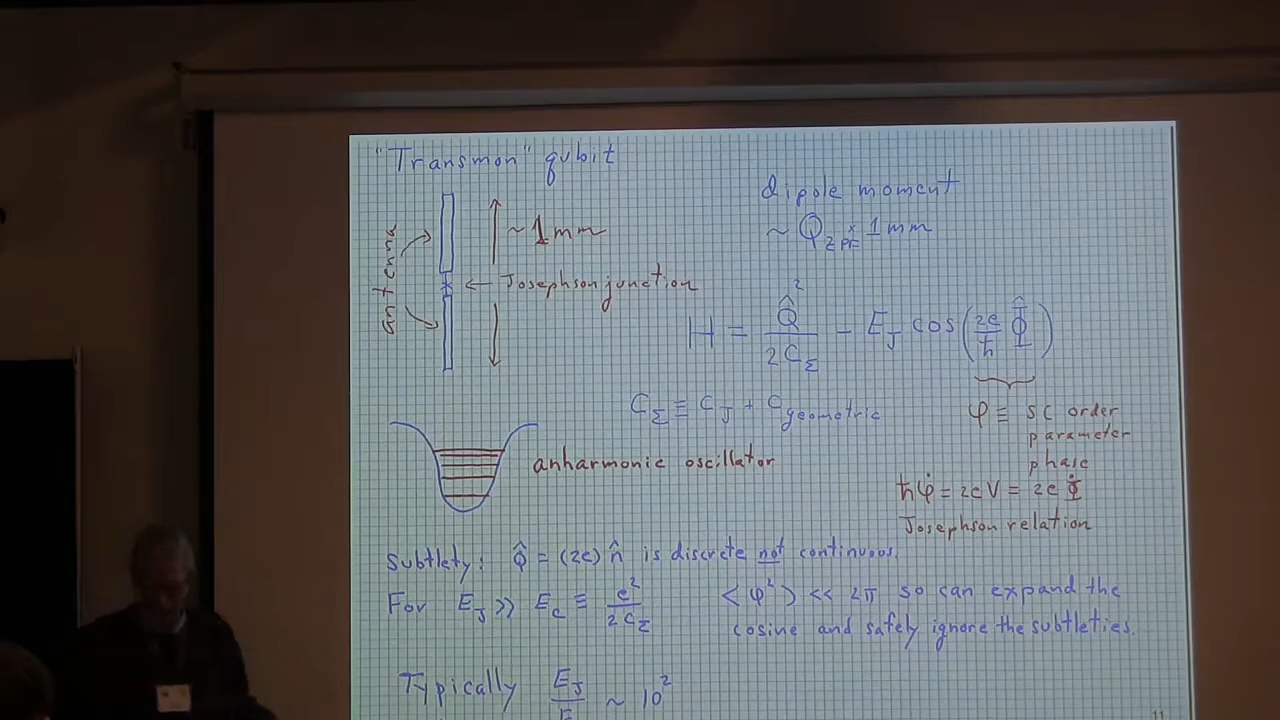 "Transmon" qubit
dipole moment
~ Q_ZPF × 1mm
antenna
~1mm
← Josephson junction
H = Q̂² / 2C_Σ − E_J cos(2e/ħ Φ̂)
C_Σ ≡ C_J + C_geometric
φ ≡ SC order
parameter
phase
anharmonic oscillator
ħφ̇ = 2eV = 2e Φ̇
Josephson relation
Subtlety: Q̂ = (2e) n̂ is discrete not continuous.
For E_J >> E_C ≡ e² / 2C_Σ
<φ²> << 2π so can expand the
cosine and safely ignore the subtleties.
Typically E_J / E ~ 10²